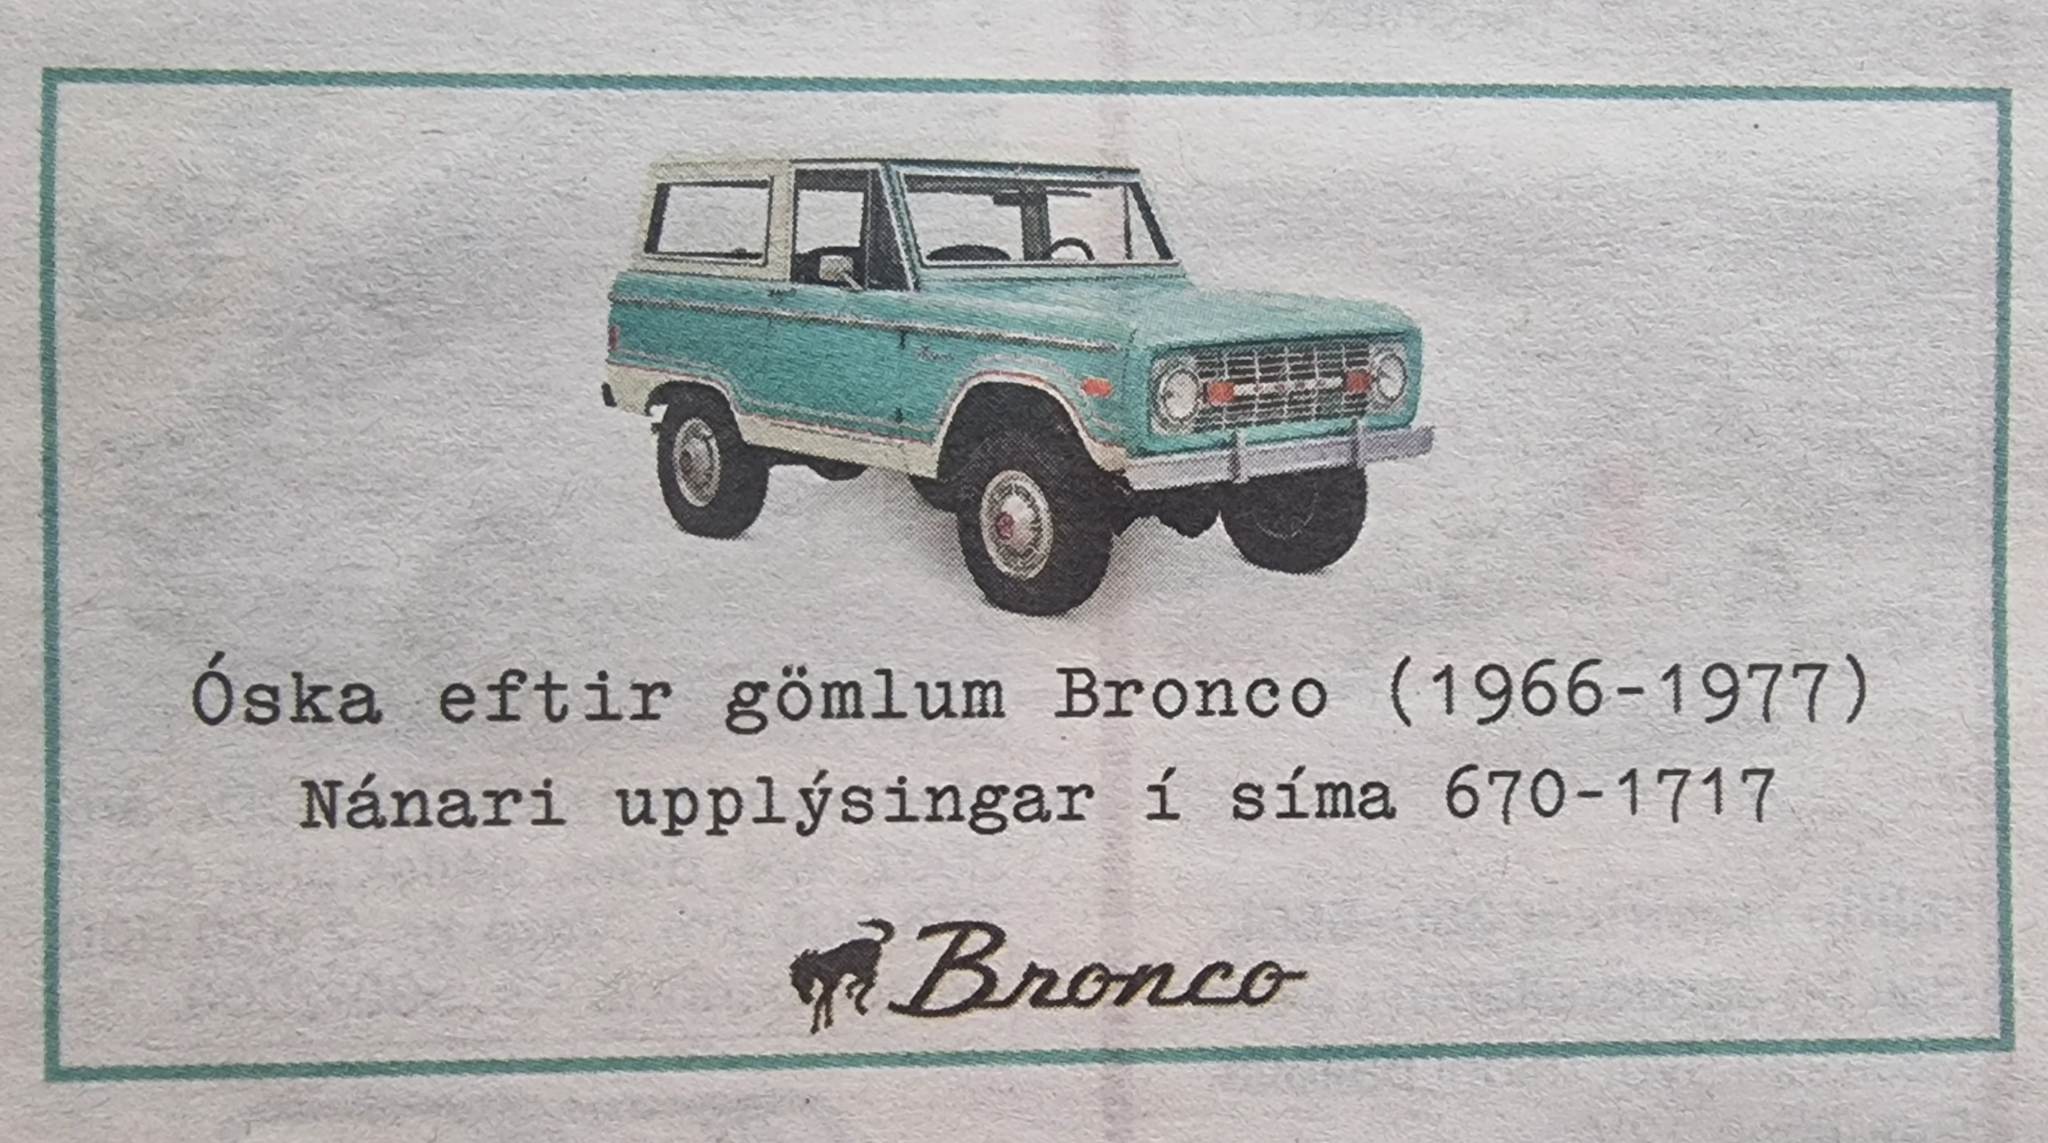 Óska eftir gömlum Bronco (1966-1977)
Nánari upplýsingar í síma 670-1717
Bronco